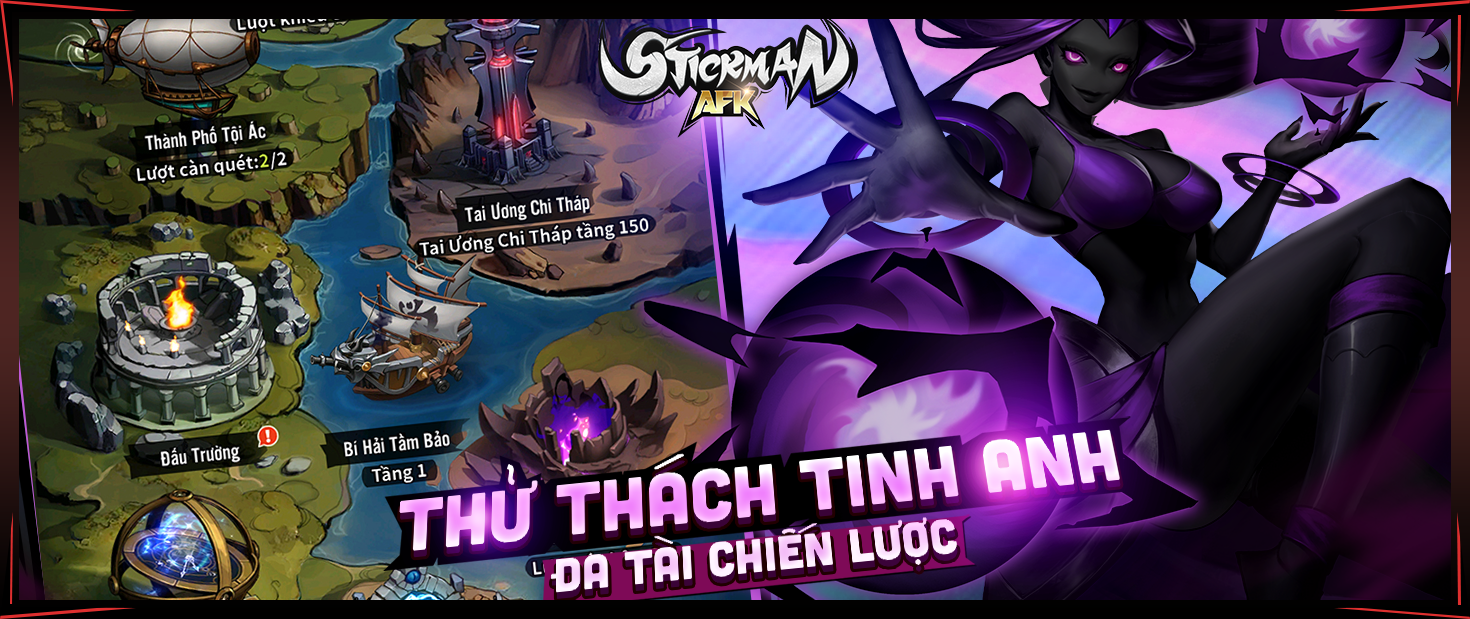 Lượt
STICKMAN
AFK
Thành Phố Tội Ác
Lượt càn quét:2/2
Tai Ương Chi Tháp
Tai Ương Chi Tháp tầng 150
Đấu Trường
Bí Hải Tầm Bảo
Tầng 1
THỬ THÁCH TINH ANH
ĐA TÀI CHIẾN LƯỢC